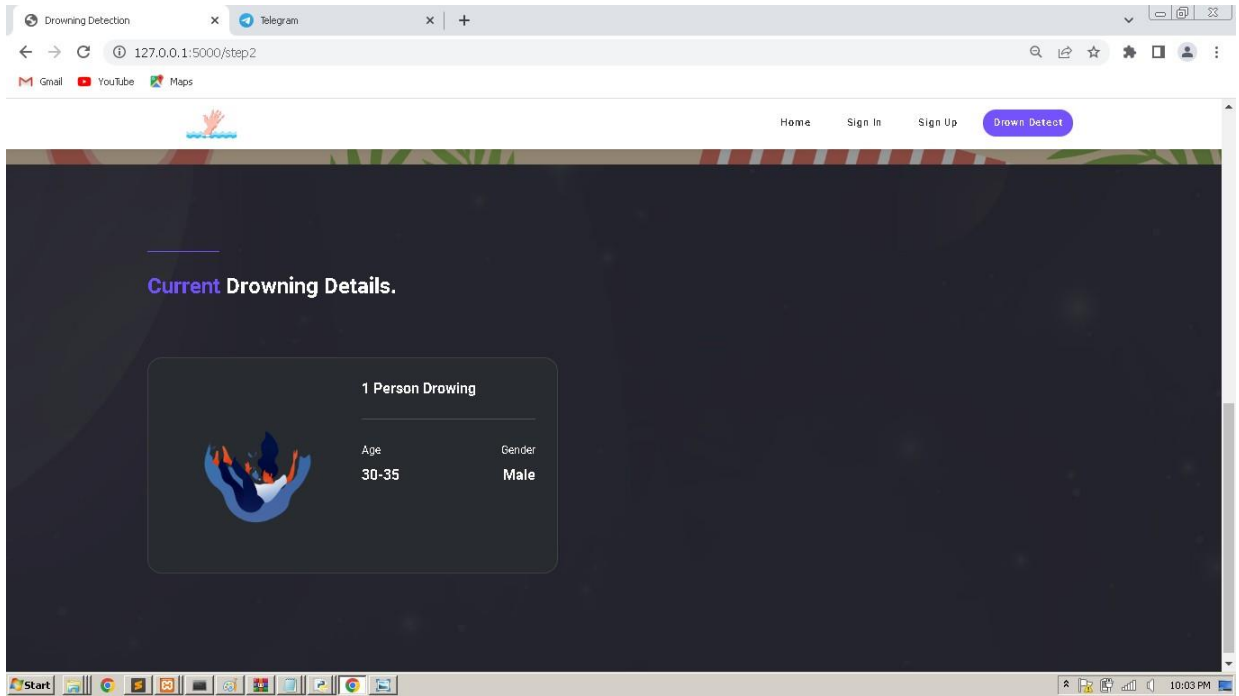 Drowning Detection
Telegram
127.0.0.1:5000/step2
Gmail YouTube Maps
Home Sign In Sign Up Drown Detect
Current Drowning Details.
1 Person Drowing
Age Gender
30-35 Male
Start 10:03 PM